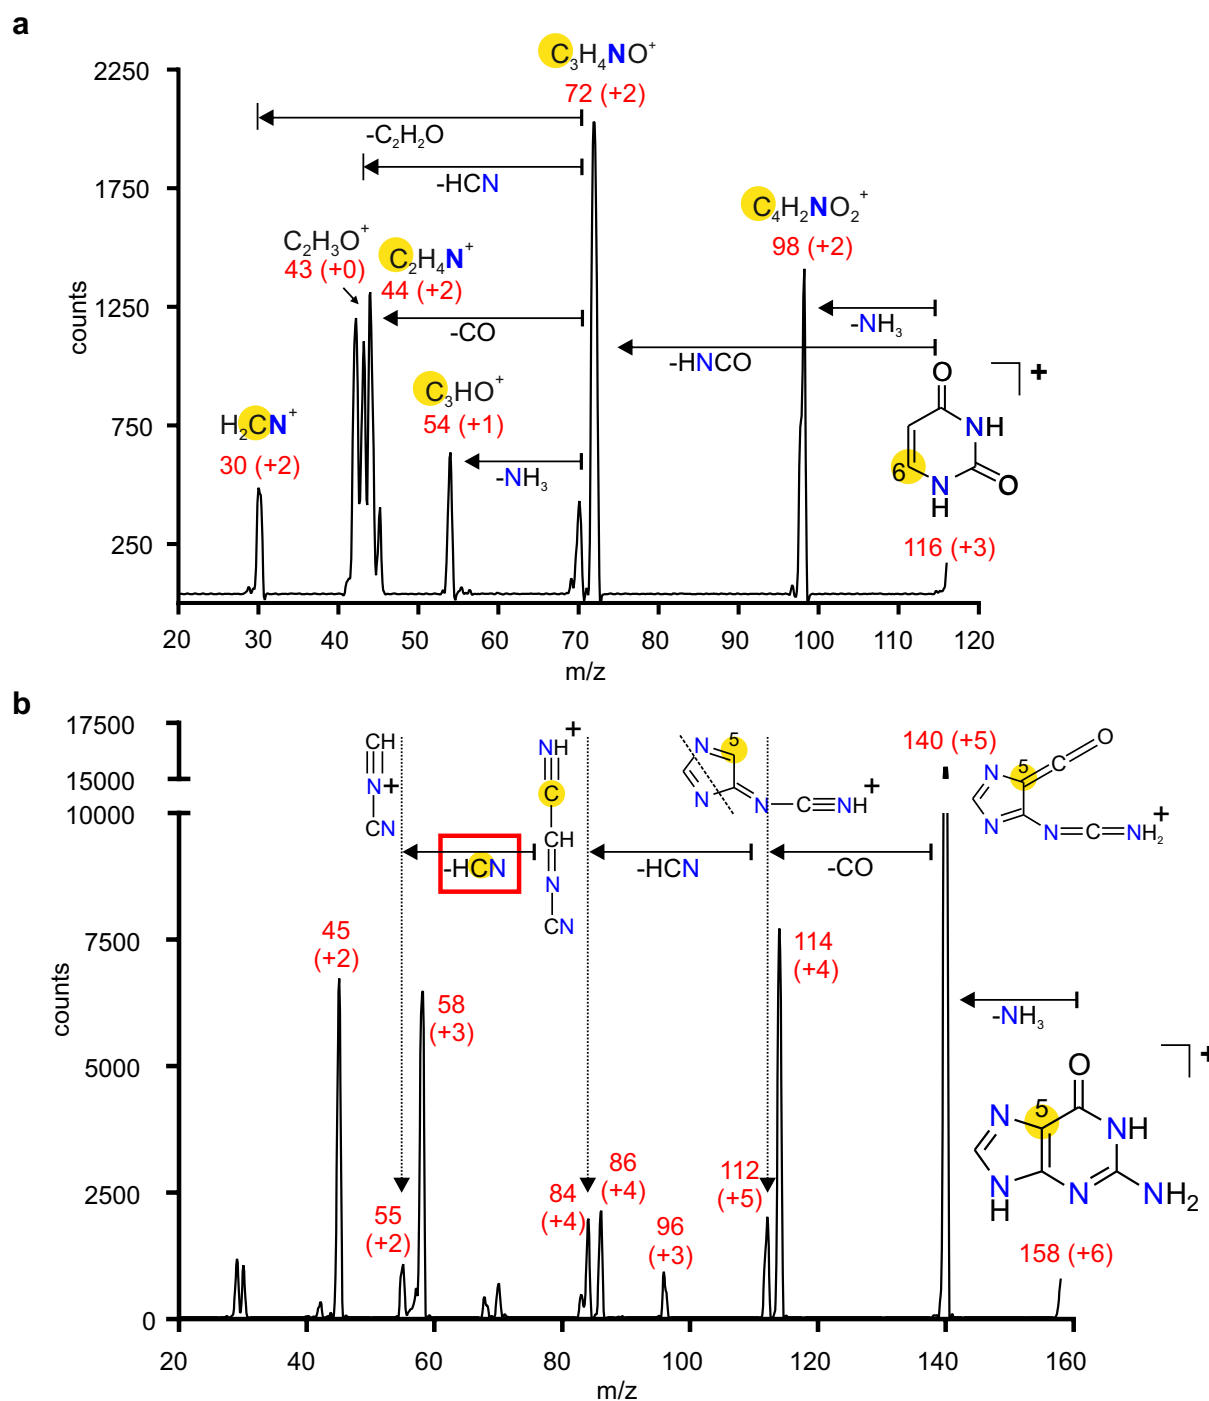 a
C₃H₄NO⁺
72 (+2)
2250
-C₂H₂O
1750
-HCN
C₄H₂NO₂⁺
98 (+2)
C₂H₃O⁺
43 (+0)
C₂H₄N⁺
44 (+2)
1250
-CO
-NH₃
-HNCO
counts
O
+
C₃HO⁺
54 (+1)
NH
H₂CN⁺
30 (+2)
750
-NH₃
6
N
H
O
250
116 (+3)
20 30 40 50 60 70 80 90 100 110 120
m/z
b
17500
CH
N+
CN
NH
+
C
CH
N
CN
N 5
N
N C NH+
140 (+5)
O
5 C
N
N
N C NH₂
+
15000
10000
-HCN
-HCN
-CO
45
(+2)
7500
58
(+3)
114
(+4)
counts
-NH₃
5000
O
+
N 5
NH
N
H
N
NH₂
2500
55
(+2)
84
(+4)
86
(+4)
96
(+3)
112
(+5)
158 (+6)
0
20 40 60 80 100 120 140 160
m/z